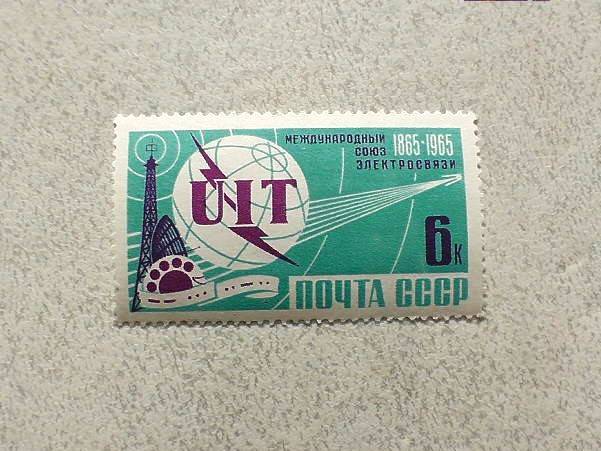 МЕЖДУНАРОДНЫЙ
СОЮЗ
ЭЛЕКТРОСВЯЗИ
1865-1965
UIT
6к
ПОЧТА СССР